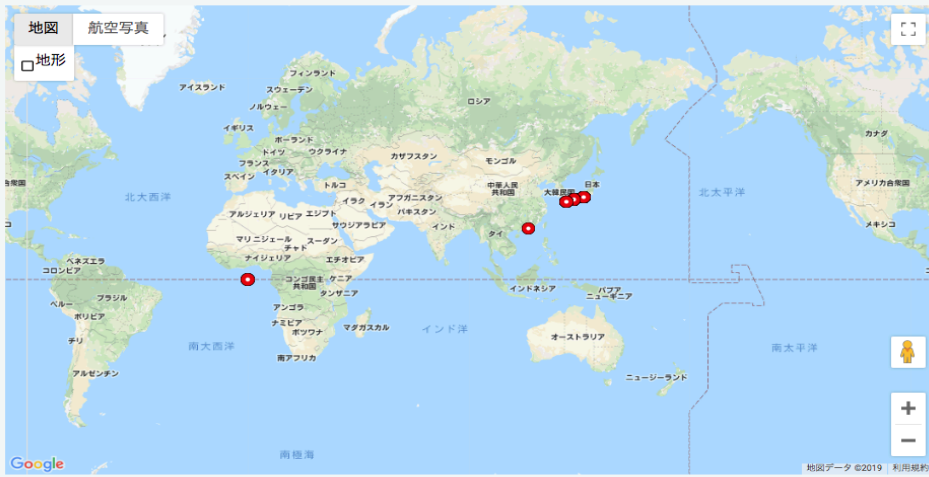 地図 航空写真
地形
フィンランド
アイスランド
スウェーデン
ロシア
ノルウェー
イギリス
カナダ
ポーランド
ドイツ ウクライナ
カザフスタン
モンゴル
フランス
イタリア
スペイン
トルコ
中華人民
共和国
大韓民国
日本
合衆国
アメリカ合衆国
北大西洋
北太平洋
イラク イラン
アフガニスタン
パキスタン
アルジェリア リビア エジプト
サウジアラビア
インド
メキシコ
コ
マリ ニジェール スーダン
チャド
タイ
ナイジェリア
エチオピア
ベネズエラ
コロンビア
コンゴ民主
共和国
ケニア
タンザニア
インドネシア
パプア
ニューギニア
ブラジル
ペルー
アンゴラ
ボリビア
ナミビア
ボツワナ
マダガスカル
インド洋
オーストラリア
チリ
南大西洋
南太平洋
南アフリカ
アルゼンチン
ニュージーランド
南極海
Google
地図データ ©2019 利用規約